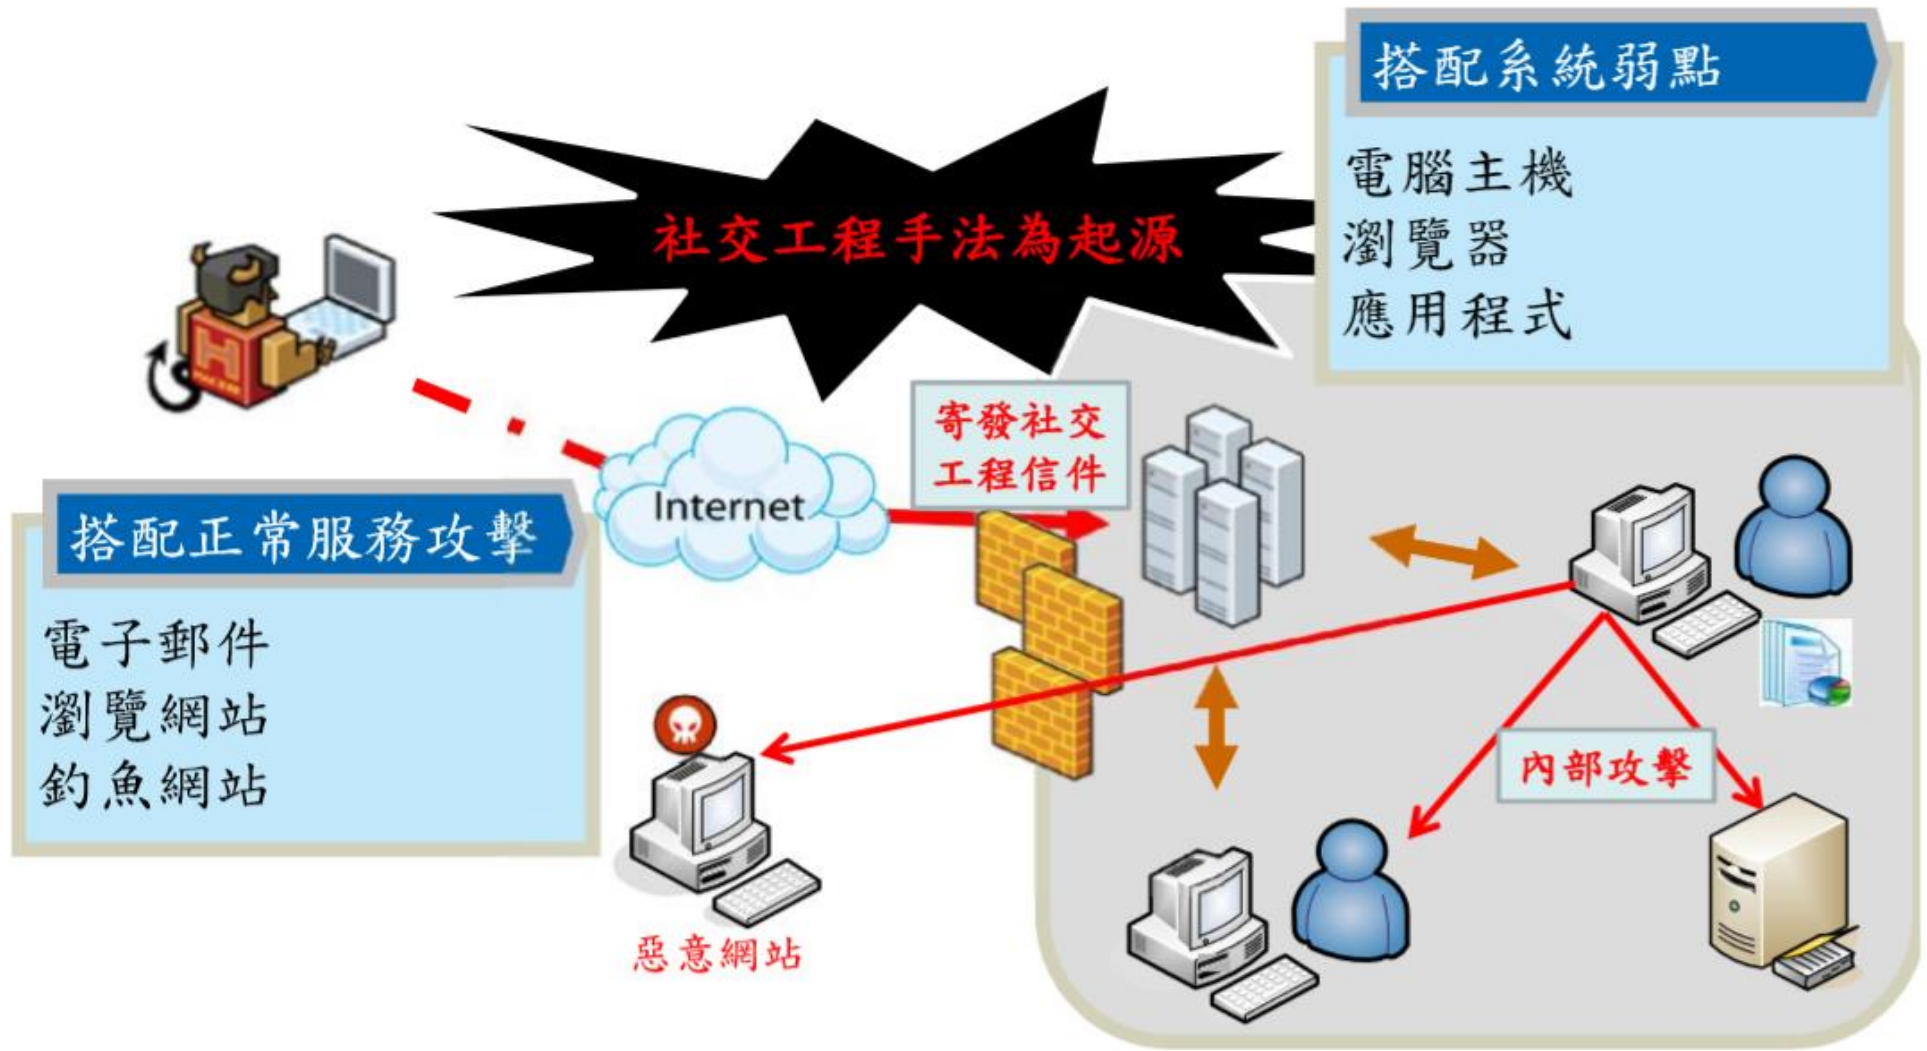 搭配系統弱點
電腦主機
瀏覽器
應用程式
社交工程手法為起源
寄發社交
工程信件
Internet
搭配正常服務攻擊
電子郵件
瀏覽網站
釣魚網站
內部攻擊
惡意網站
H